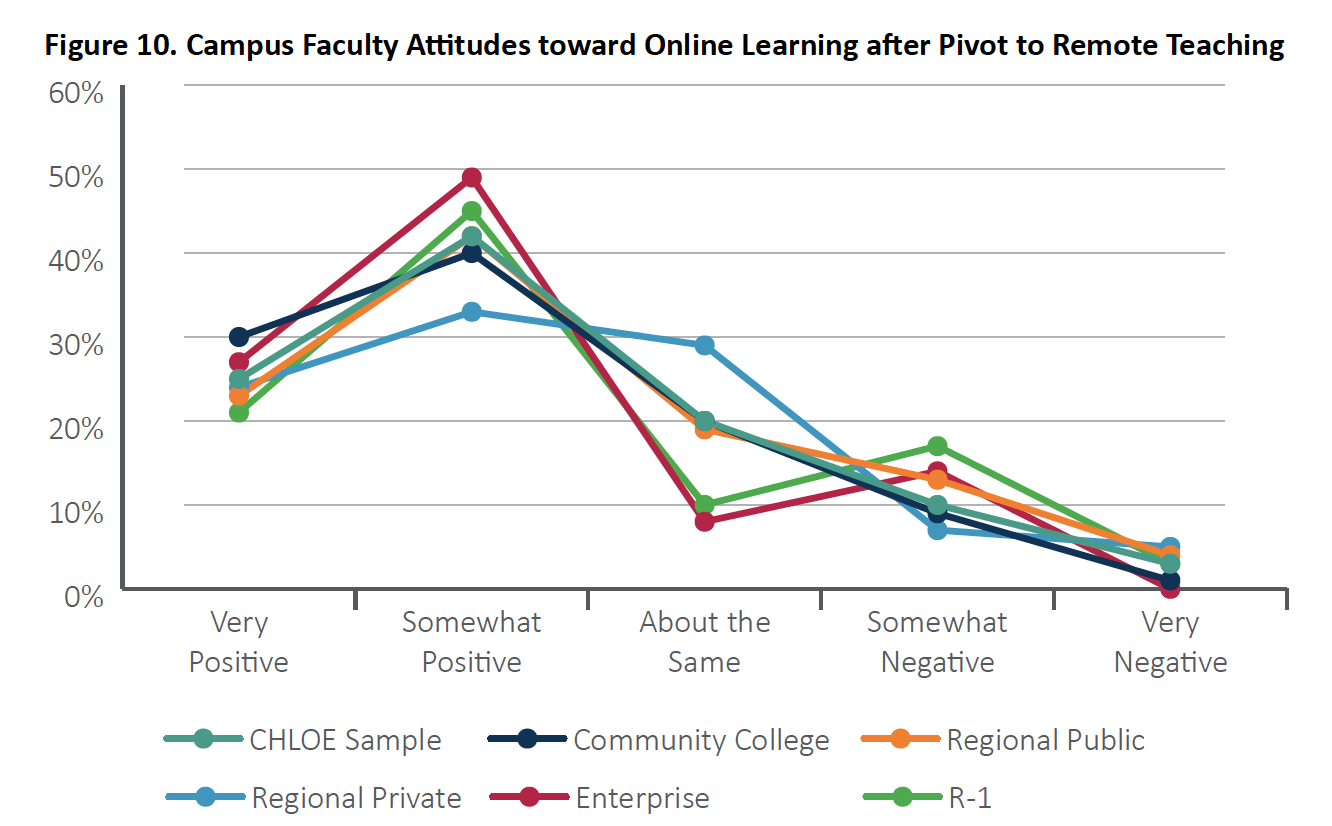 Figure 10. Campus Faculty Attitudes toward Online Learning after Pivot to Remote Teaching
60%
50%
40%
30%
20%
10%
0%
Very Positive
Somewhat Positive
About the Same
Somewhat Negative
Very Negative
CHLOE Sample
Community College
Regional Public
Regional Private
Enterprise
R-1